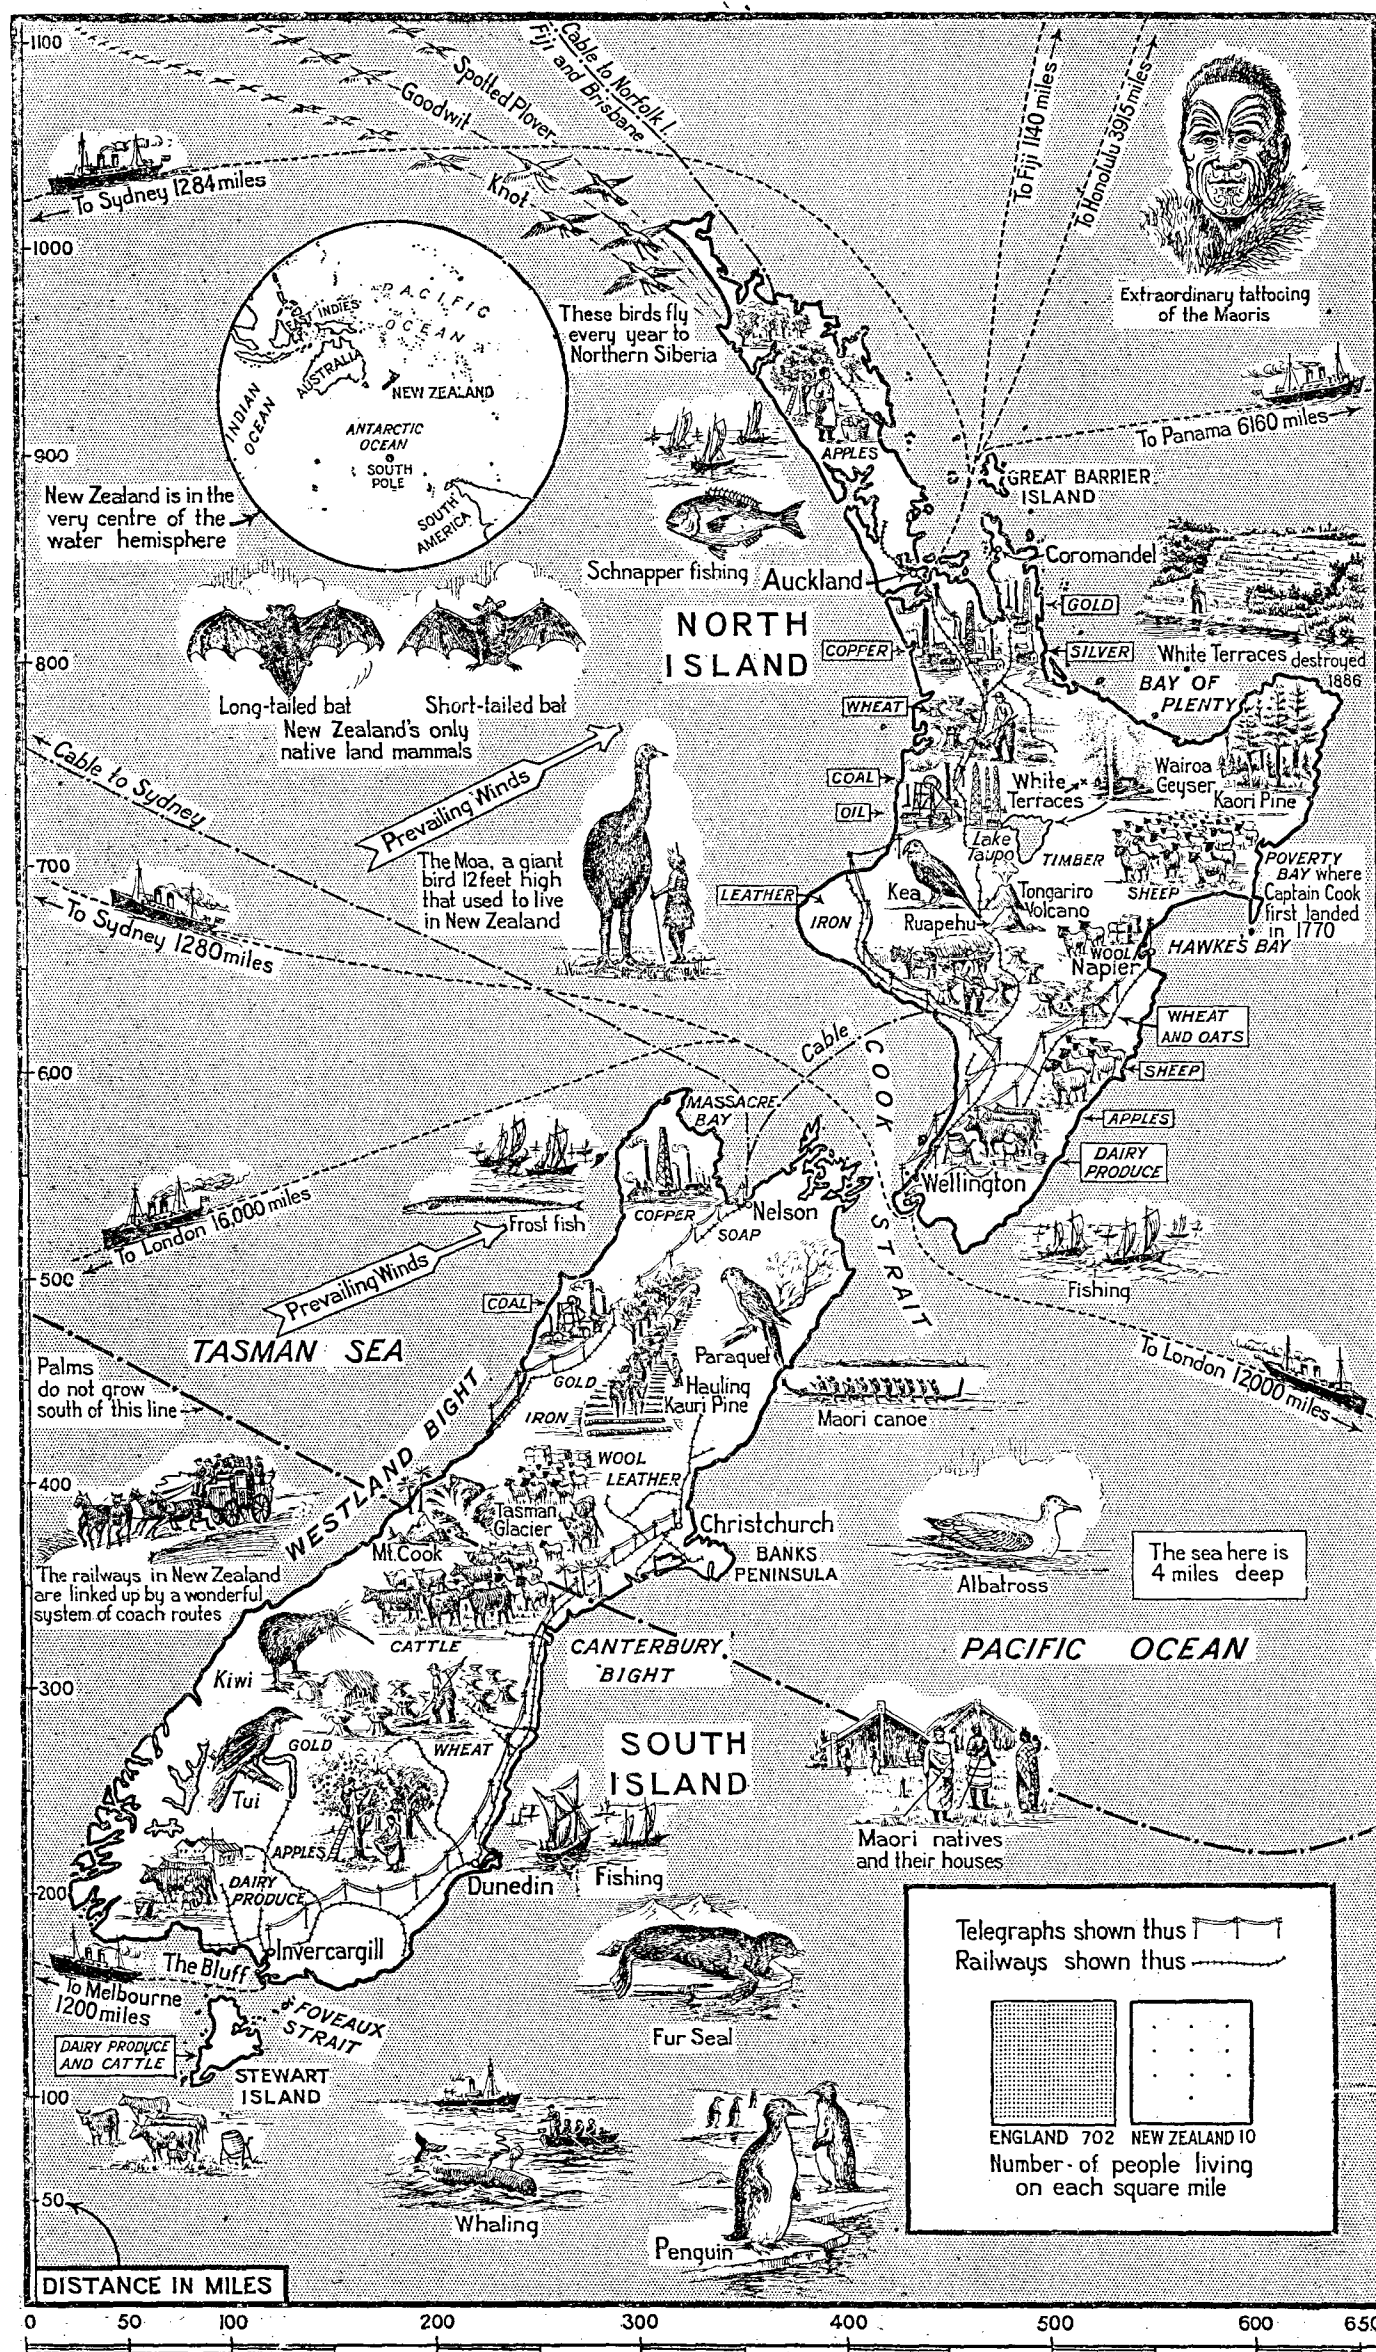 1100
1000
900
800
700
600
500
400
300
200
100
50
Spotted Plover
Goodwit
Knot
Cable to Norfolk I.
Fiji and Brisbane
To Fiji 1140 miles
To Honolulu 3915 miles
To Sydney 1284 miles
Extraordinary tattooing
of the Maoris
These birds fly
every year to
Northern Siberia
PACIFIC
OCEAN
EAST INDIES
AUSTRALIA
NEW ZEALAND
INDIAN
OCEAN
ANTARCTIC
OCEAN
SOUTH
POLE
SOUTH
AMERICA
New Zealand is in the
very centre of the
water hemisphere
To Panama 6160 miles
APPLES
GREAT BARRIER
ISLAND
Schnapper fishing
Auckland
Coromandel
NORTH
ISLAND
GOLD
COPPER
SILVER
White Terraces destroyed
1886
BAY OF
PLENTY
Long-tailed bat
Short-tailed bat
New Zealand's only
native land mammals
WHEAT
Cable to Sydney
Prevailing Winds
COAL
OIL
White
Terraces
Wairoa
Geyser
Kaori Pine
Lake
Taupo
TIMBER
SHEEP
POVERTY
BAY where
Captain Cook
first landed
in 1770
The Moa, a giant
bird 12 feet high
that used to live
in New Zealand
LEATHER
IRON
Kea
Tongariro
Volcano
Ruapehu
WOOL
Napier
HAWKES BAY
To Sydney 1280 miles
WHEAT
AND OATS
Cable
COOK STRAIT
SHEEP
MASSACRE
BAY
APPLES
DAIRY
PRODUCE
Wellington
To London 16,000 miles
Frost fish
COPPER
Nelson
SOAP
Fishing
Prevailing Winds
COAL
TASMAN SEA
Paraquet
To London 12000 miles
Palms
do not grow
south of this line
GOLD
Hauling
Kauri Pine
IRON
Maori canoe
WESTLAND BIGHT
WOOL
LEATHER
Tasman
Glacier
Mt. Cook
Christchurch
BANKS
PENINSULA
Albatross
The sea here is
4 miles deep
The railways in New Zealand
are linked up by a wonderful
system of coach routes
CATTLE
CANTERBURY
BIGHT
PACIFIC OCEAN
Kiwi
GOLD
WHEAT
SOUTH
ISLAND
Tui
Maori natives
and their houses
APPLES
DAIRY
PRODUCE
Dunedin
Fishing
Invercargill
The Bluff
To Melbourne
1200 miles
FOVEAUX
STRAIT
Fur Seal
DAIRY PRODUCE
AND CATTLE
STEWART
ISLAND
Telegraphs shown thus
Railways shown thus
ENGLAND 702 NEW ZEALAND 10
Number of people living
on each square mile
Whaling
Penguin
DISTANCE IN MILES
0 50 100 200 300 400 500 600 650